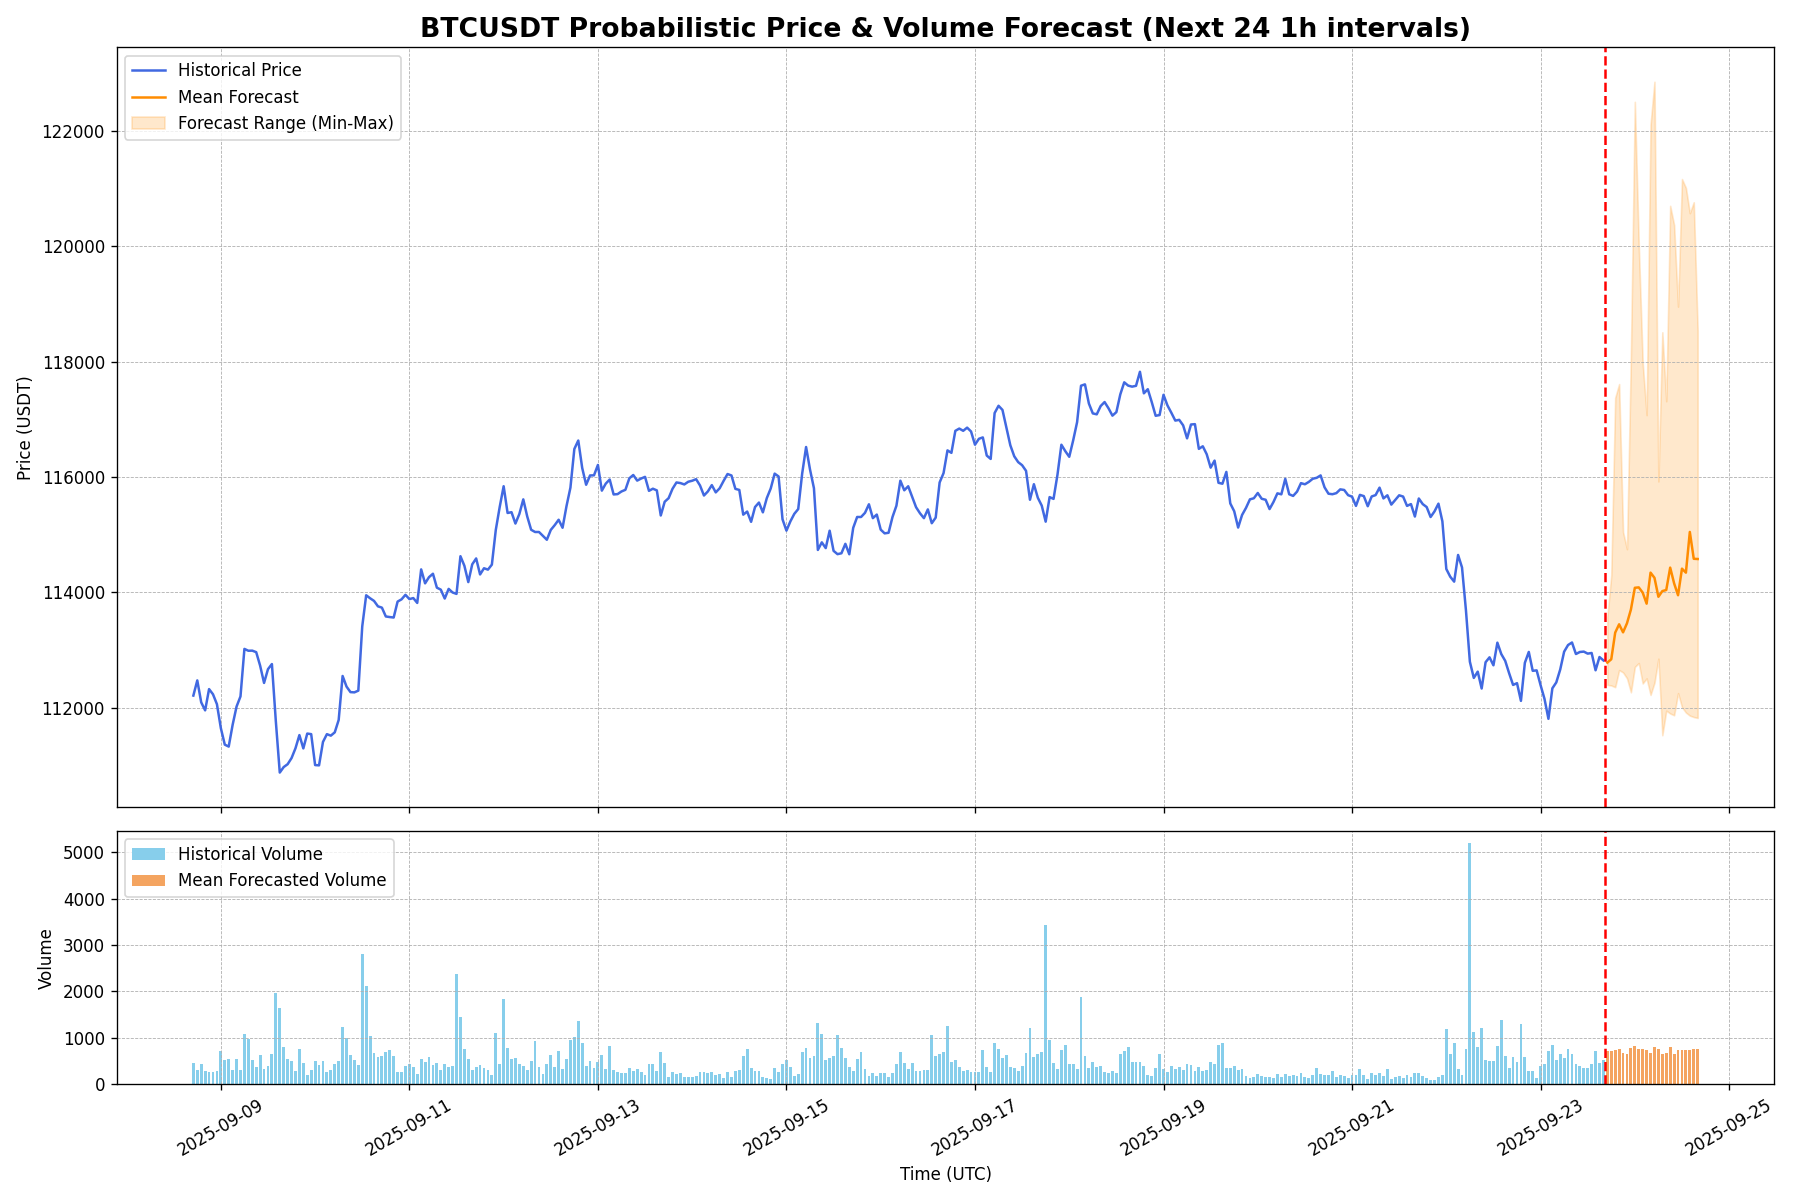 BTCUSDT Probabilistic Price & Volume Forecast (Next 24 1h intervals)
Historical Price
Mean Forecast
Forecast Range (Min-Max)
122000
120000
118000
116000
114000
112000
Price (USDT)
Historical Volume
Mean Forecasted Volume
5000
4000
3000
2000
1000
0
Volume
2025-09-09
2025-09-11
2025-09-13
2025-09-15
2025-09-17
2025-09-19
2025-09-21
2025-09-23
2025-09-25
Time (UTC)